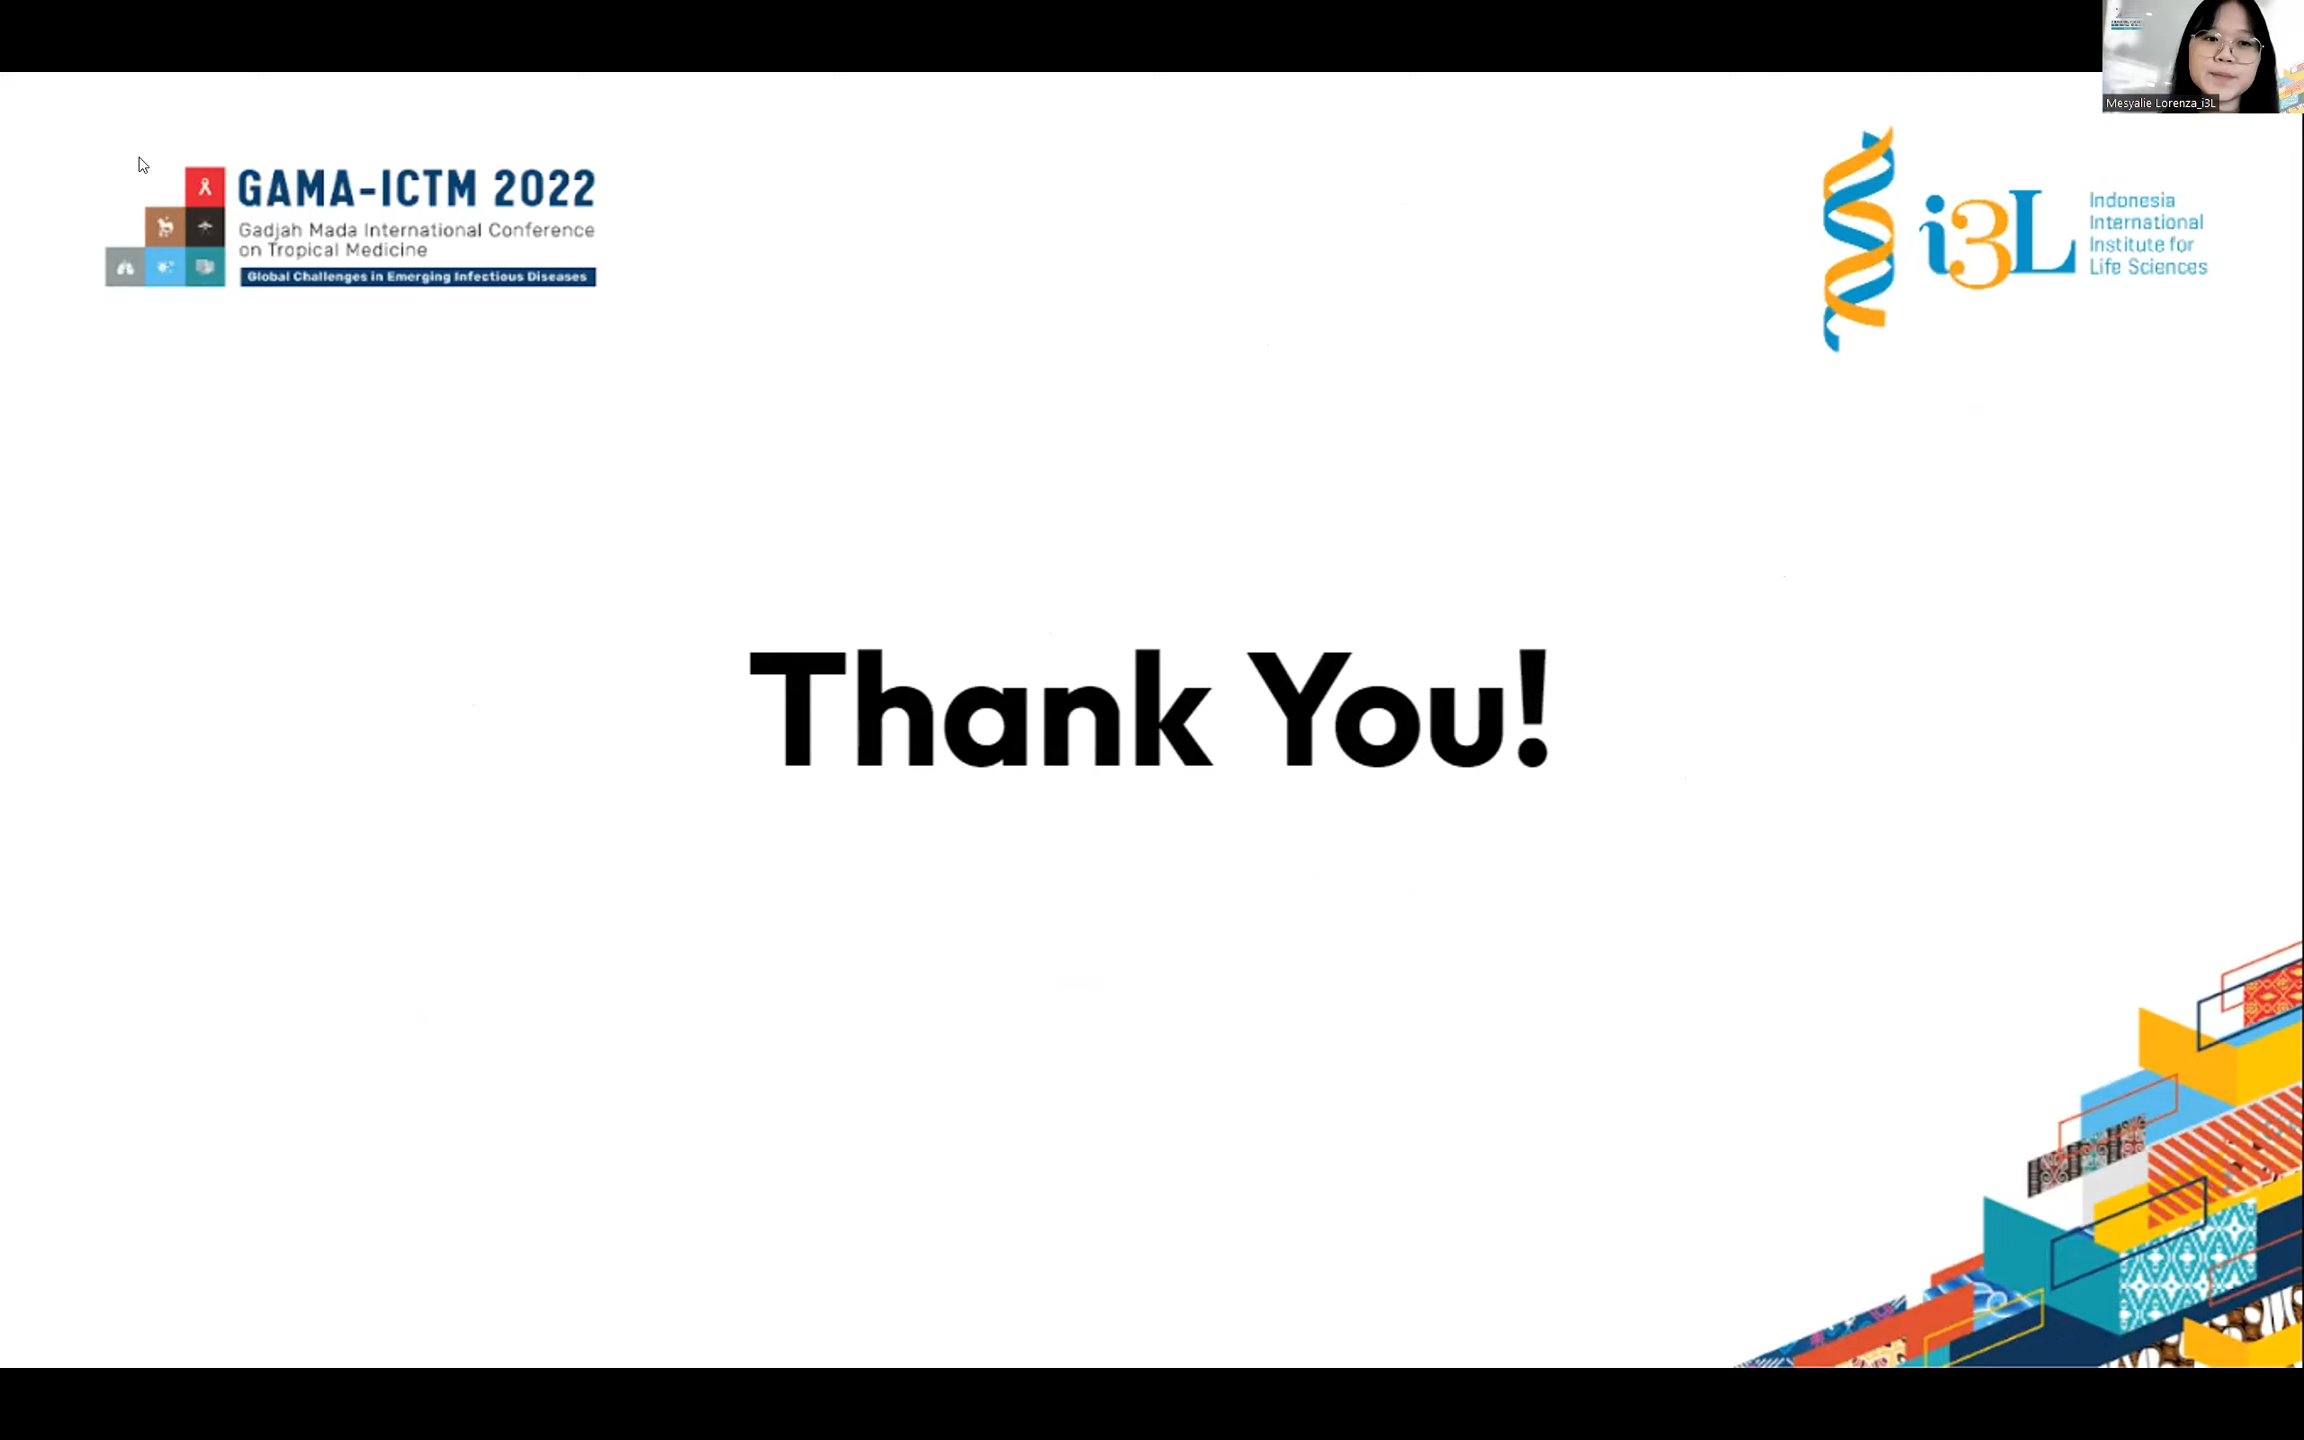 Mesyalie Lorenza_i3L
GAMA-ICTM 2022
Gadjah Mada International Conference
on Tropical Medicine
Global Challenges in Emerging Infectious Diseases
i3L
Indonesia
International
Institute for
Life Sciences
Thank You!